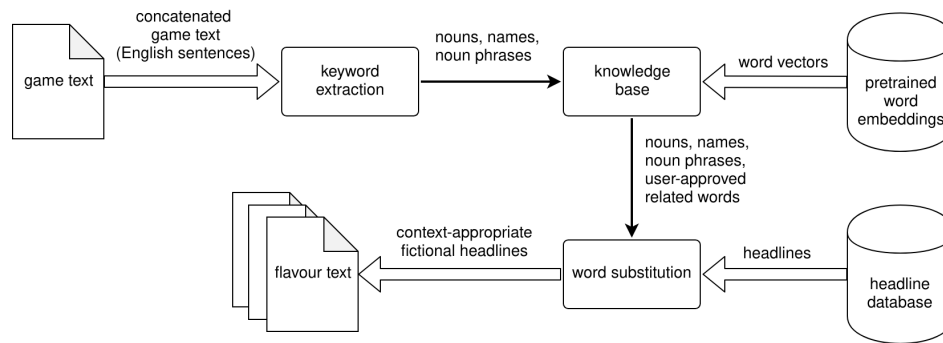 concatenated
game text
(English sentences)
game text
keyword
extraction
nouns, names,
noun phrases
knowledge
base
word vectors
pretrained
word
embeddings
nouns, names,
noun phrases,
user-approved
related words
flavour text
context-appropriate
fictional headlines
word substitution
headlines
headline
database